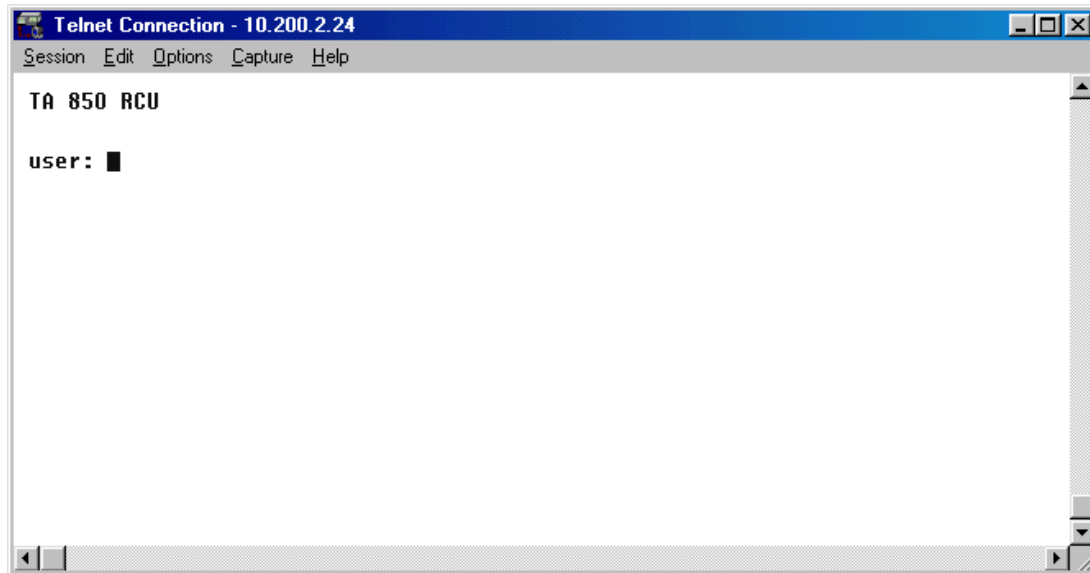 Telnet Connection - 10.200.2.24
Session Edit Options Capture Help
TA 850 RCU
user: